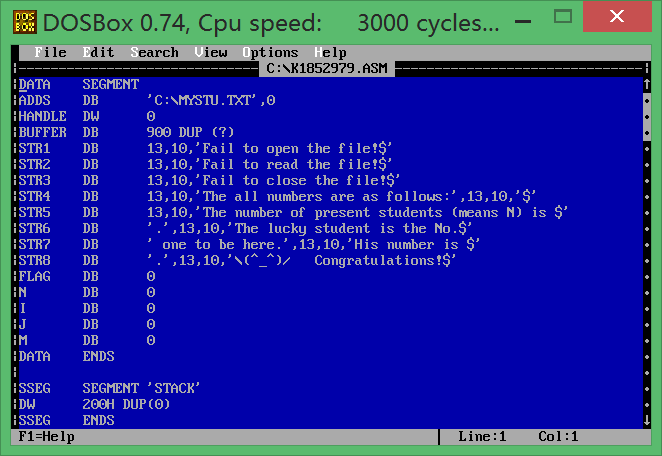 DOS BOX DOSBox 0.74, Cpu speed: 3000 cycles...
File Edit Search View Options Help
C:\K1852979.ASM
DATA SEGMENT
ADDS DB 'C:\MYSTU.TXT',0
HANDLE DW 0
BUFFER DB 900 DUP (?)
STR1 DB 13,10,'Fail to open the file!$'
STR2 DB 13,10,'Fail to read the file!$'
STR3 DB 13,10,'Fail to close the file!$'
STR4 DB 13,10,'The all numbers are as follows:',13,10,'$'
STR5 DB 13,10,'The number of present students (means N) is $'
STR6 DB '.',13,10,'The lucky student is the No.$'
STR7 DB ' one to be here.',13,10,'His number is $'
STR8 DB '.',13,10,'\(^_^)/   Congratulations!$'
FLAG DB 0
N DB 0
I DB 0
J DB 0
M DB 0
DATA ENDS
SSEG SEGMENT 'STACK'
DW 200H DUP(0)
SSEG ENDS
F1=Help Line:1 Col:1